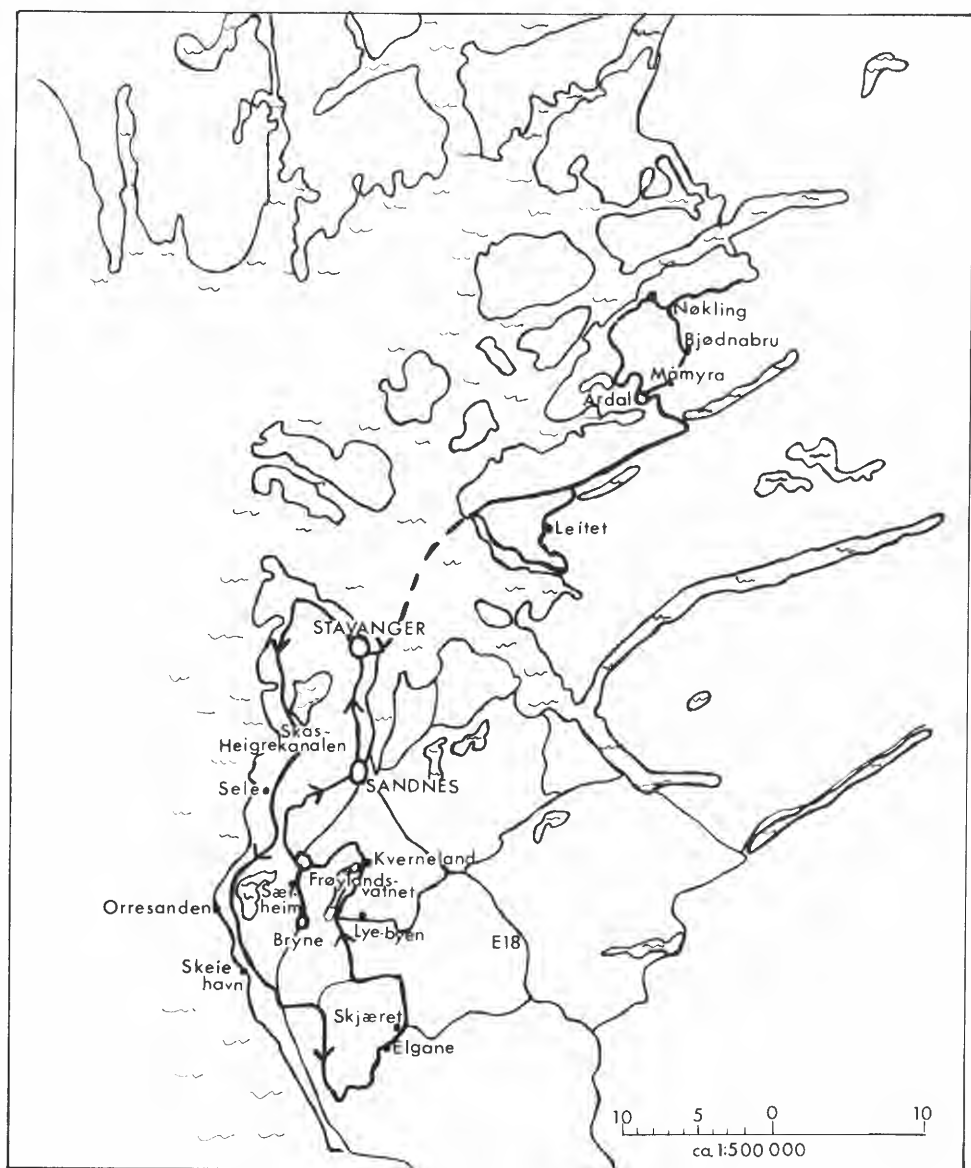 Nøkling
Bjødnabru
Måmyra
Årdal
Leitet
STAVANGER
Skas-
Heigrekanalen
Sele
SANDNES
Kverneland
Frøylands-
vatnet
Sær-
heim
Orresanden
Lye-byen
Bryne
E18
Skeie
havn
Skjæret
Elgane
10 5 0 10
ca 1:500 000